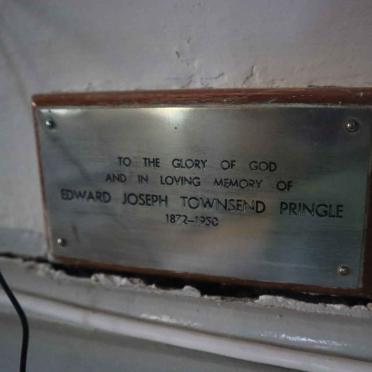 TO THE GLORY OF GOD
AND IN LOVING MEMORY OF
EDWARD JOSEPH TOWNSEND PRINGLE
1872–1950